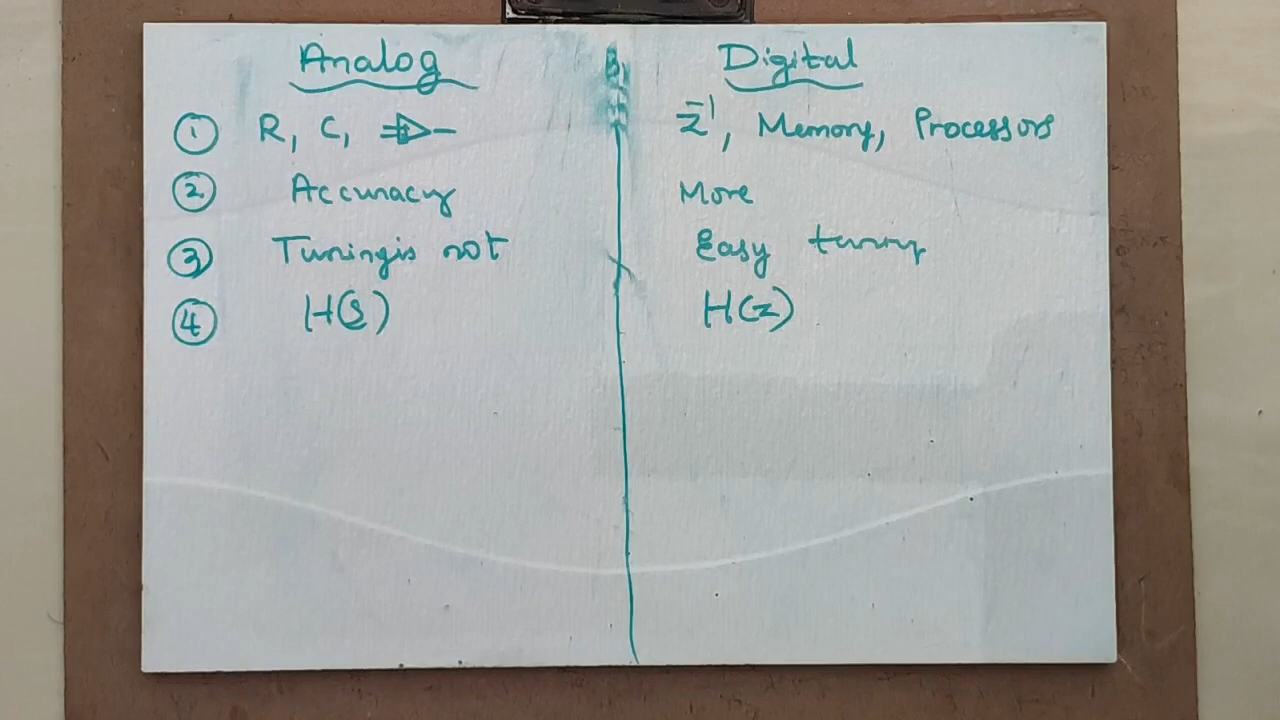 Analog Digital
① R, C, z̄¹, Memory, Processors
② Accuracy More
③ Tuning is not Easy tuning
④ H(s) H(z)